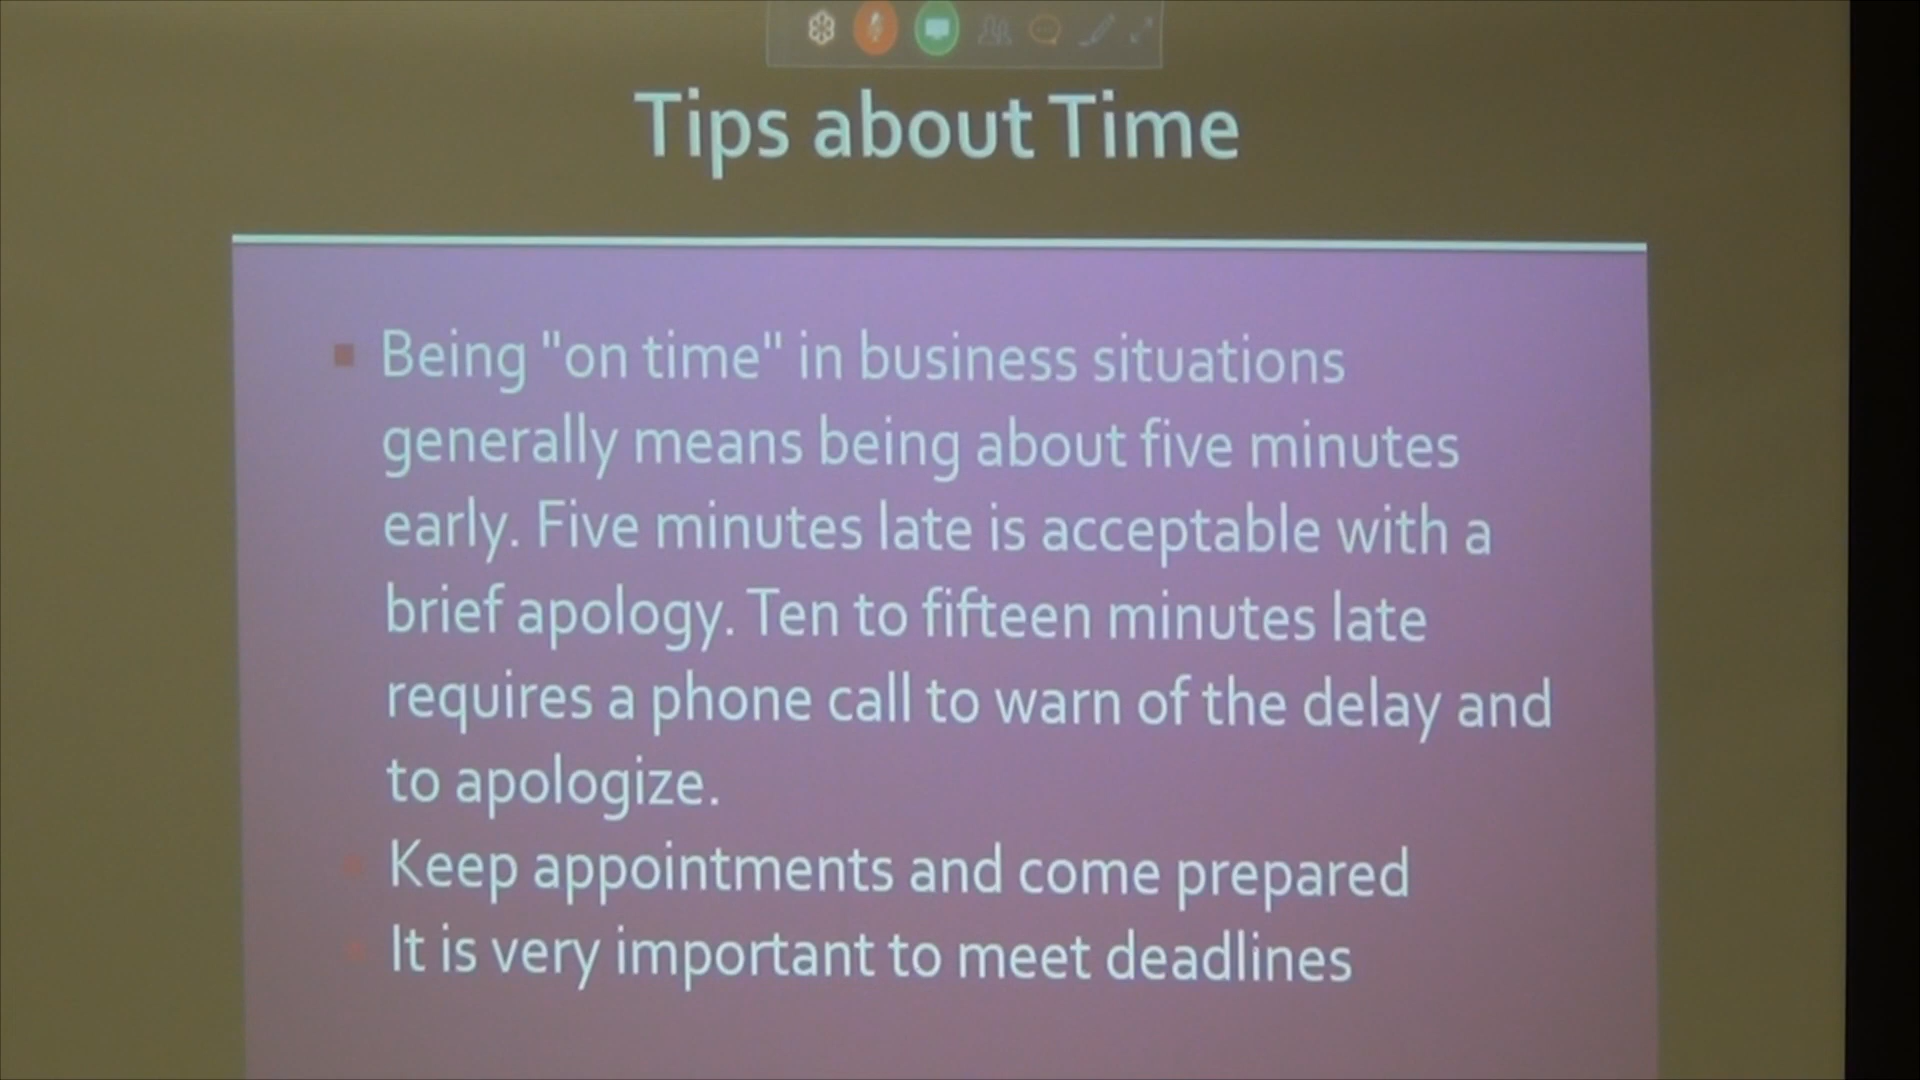 Tips about Time
Being "on time" in business situations
generally means being about five minutes
early. Five minutes late is acceptable with a
brief apology. Ten to fifteen minutes late
requires a phone call to warn of the delay and
to apologize.
Keep appointments and come prepared
It is very important to meet deadlines